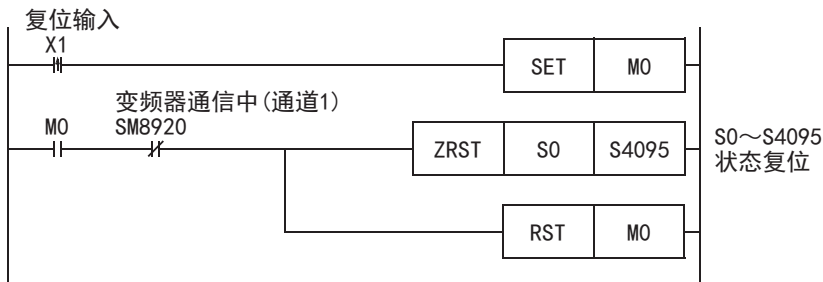 复位输入
X1
SET M0
变频器通信中(通道1)
M0 SM8920
ZRST S0 S4095
S0～S4095
状态复位
RST M0